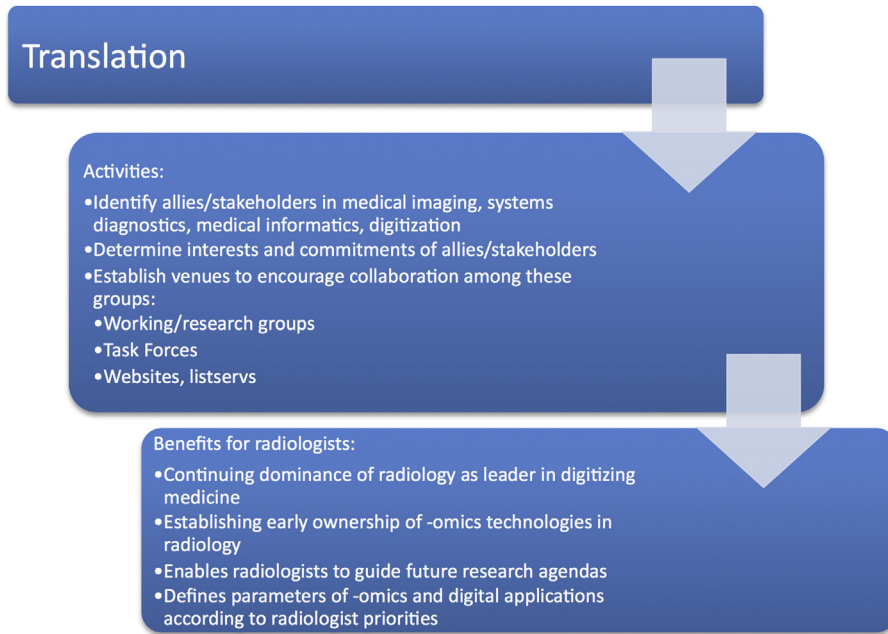 Translation
Activities:
•Identify allies/stakeholders in medical imaging, systems
diagnostics, medical informatics, digitization
•Determine interests and commitments of allies/stakeholders
•Establish venues to encourage collaboration among these
groups:
•Working/research groups
•Task Forces
•Websites, listservs
Benefits for radiologists:
•Continuing dominance of radiology as leader in digitizing
medicine
•Establishing early ownership of -omics technologies in
radiology
•Enables radiologists to guide future research agendas
•Defines parameters of -omics and digital applications
according to radiologist priorities